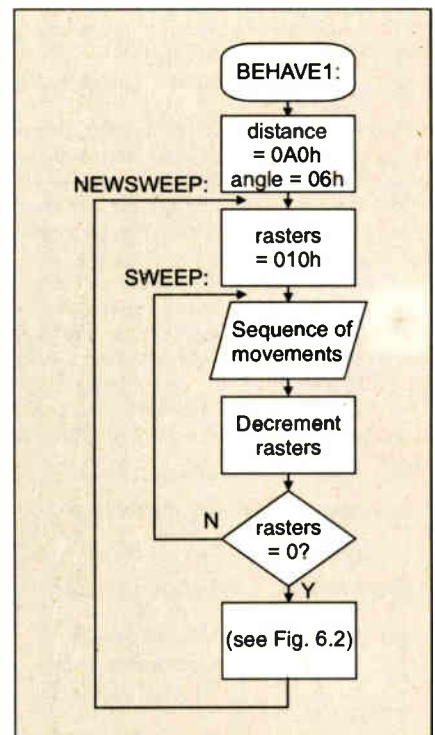 BEHAVE1:
distance
= 0A0h
angle = 06h
NEWSWEEP:
rasters
= 010h
SWEEP:
Sequence of
movements
Decrement
rasters
N
rasters
= 0?
Y
(see Fig. 6.2)